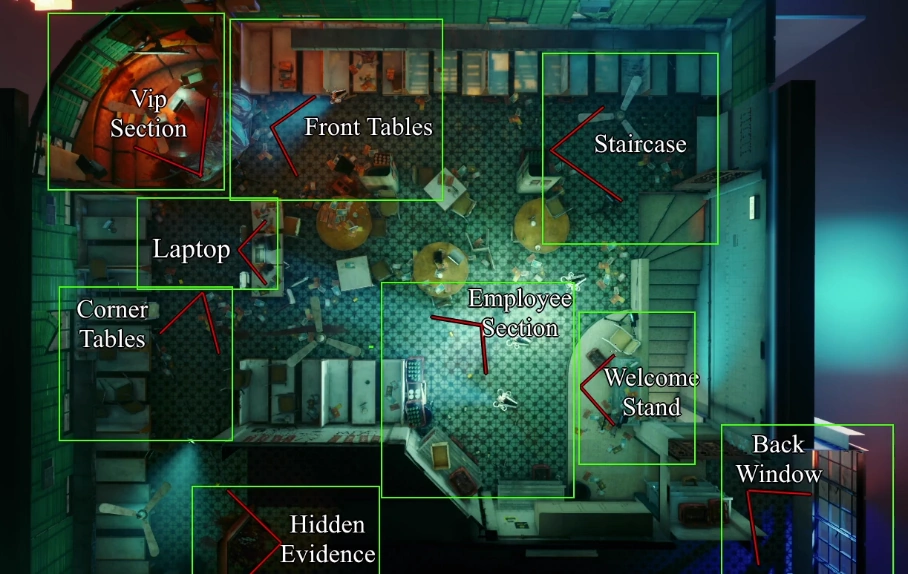 Vip
Section
Front Tables
Staircase
Laptop
Corner
Tables
Employee
Section
Welcome
Stand
Back
Window
Hidden
Evidence